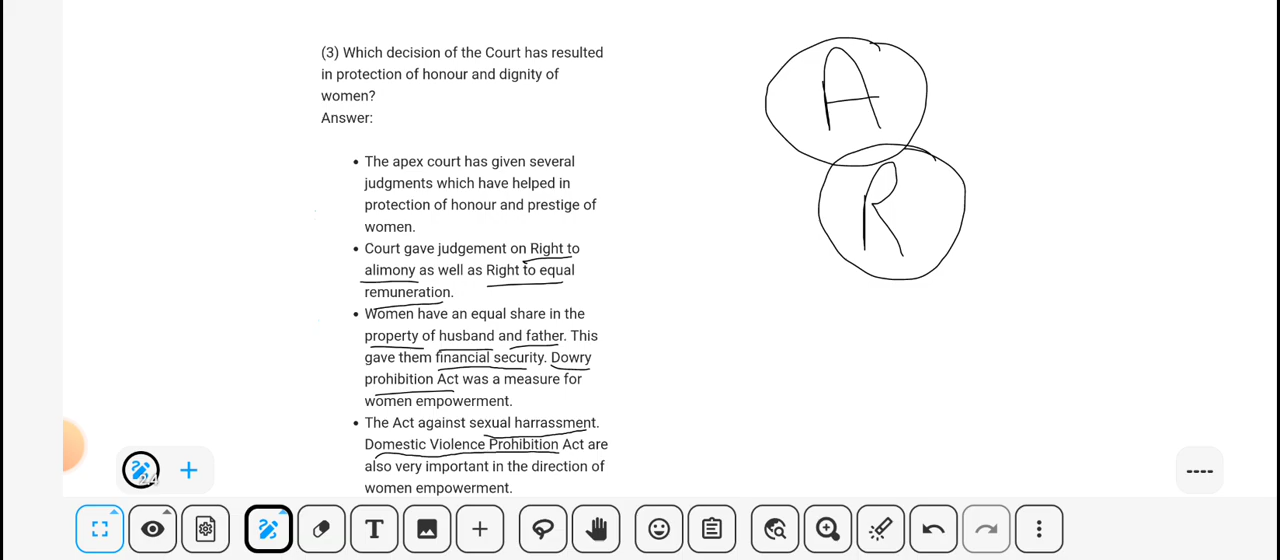 (3) Which decision of the Court has resulted
in protection of honour and dignity of
women?
Answer:
• The apex court has given several
judgments which have helped in
protection of honour and prestige of
women.
• Court gave judgement on Right to
alimony as well as Right to equal
remuneration.
• Women have an equal share in the
property of husband and father. This
gave them financial security. Dowry
prohibition Act was a measure for
women empowerment.
• The Act against sexual harrassment.
Domestic Violence Prohibition Act are
also very important in the direction of
women empowerment.
A
R